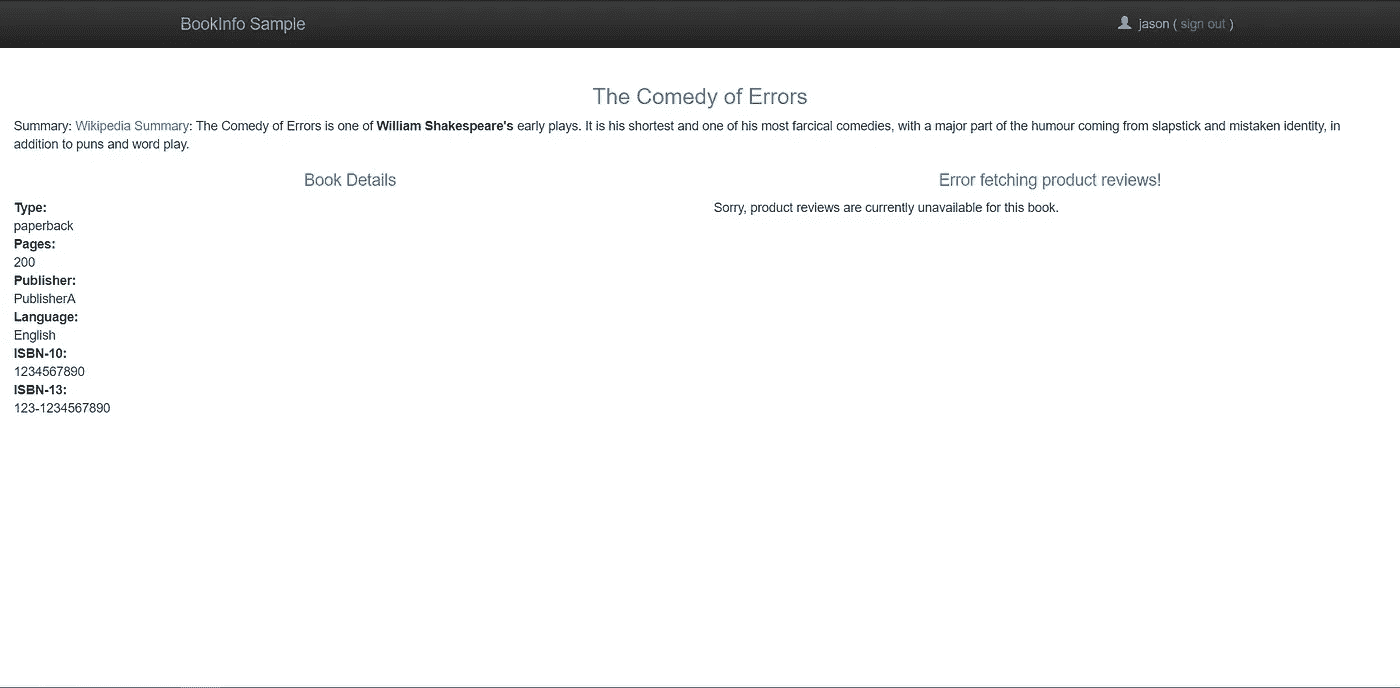 BookInfo Sample
jason ( sign out )
The Comedy of Errors
Summary: Wikipedia Summary: The Comedy of Errors is one of William Shakespeare's early plays. It is his shortest and one of his most farcical comedies, with a major part of the humour coming from slapstick and mistaken identity, in
addition to puns and word play.
Book Details
Type:
paperback
Pages:
200
Publisher:
PublisherA
Language:
English
ISBN-10:
1234567890
ISBN-13:
123-1234567890
Error fetching product reviews!
Sorry, product reviews are currently unavailable for this book.